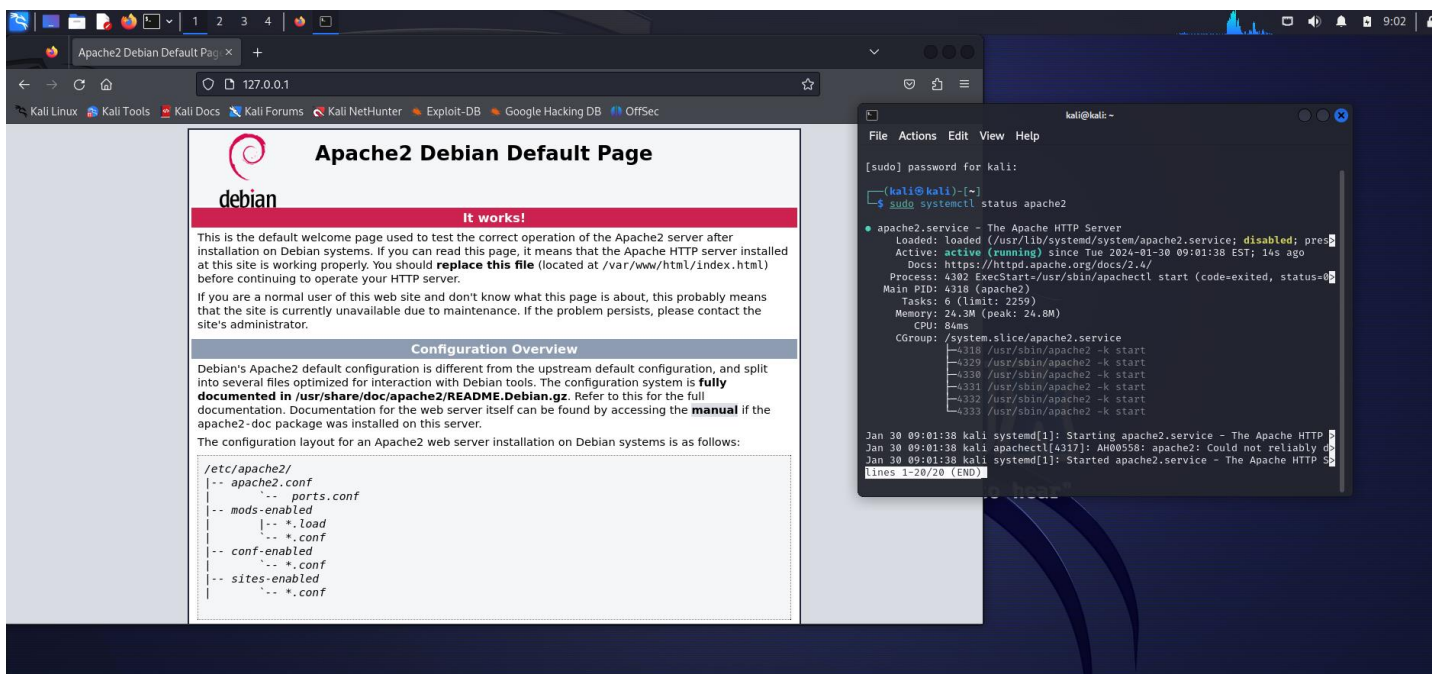 1 2 3 4
9:02
Apache2 Debian Default Pag
127.0.0.1
Kali Linux Kali Tools Kali Docs Kali Forums Kali NetHunter Exploit-DB Google Hacking DB OffSec
debian
Apache2 Debian Default Page
It works!
This is the default welcome page used to test the correct operation of the Apache2 server after
installation on Debian systems. If you can read this page, it means that the Apache HTTP server installed
at this site is working properly. You should replace this file (located at /var/www/html/index.html)
before continuing to operate your HTTP server.
If you are a normal user of this web site and don't know what this page is about, this probably means
that the site is currently unavailable due to maintenance. If the problem persists, please contact the
site's administrator.
Configuration Overview
Debian's Apache2 default configuration is different from the upstream default configuration, and split
into several files optimized for interaction with Debian tools. The configuration system is fully
documented in /usr/share/doc/apache2/README.Debian.gz. Refer to this for the full
documentation. Documentation for the web server itself can be found by accessing the manual if the
apache2-doc package was installed on this server.
The configuration layout for an Apache2 web server installation on Debian systems is as follows:
/etc/apache2/
|-- apache2.conf
|       `--  ports.conf
|-- mods-enabled
|       |-- *.load
|       `-- *.conf
|-- conf-enabled
|       `-- *.conf
|-- sites-enabled
|       `-- *.conf
kali@kali: ~
File Actions Edit View Help
[sudo] password for kali:
┌──(kali㉿kali)-[~]
└─$ sudo systemctl status apache2
● apache2.service - The Apache HTTP Server
Loaded: loaded (/usr/lib/systemd/system/apache2.service; disabled; pres>
Active: active (running) since Tue 2024-01-30 09:01:38 EST; 14s ago
Docs: https://httpd.apache.org/docs/2.4/
Process: 4302 ExecStart=/usr/sbin/apachectl start (code=exited, status=0>
Main PID: 4318 (apache2)
Tasks: 6 (limit: 2259)
Memory: 24.3M (peak: 24.8M)
CPU: 84ms
CGroup: /system.slice/apache2.service
├─4318 /usr/sbin/apache2 -k start
├─4329 /usr/sbin/apache2 -k start
├─4330 /usr/sbin/apache2 -k start
├─4331 /usr/sbin/apache2 -k start
├─4332 /usr/sbin/apache2 -k start
└─4333 /usr/sbin/apache2 -k start
Jan 30 09:01:38 kali systemd[1]: Starting apache2.service - The Apache HTTP >
Jan 30 09:01:38 kali apachectl[4317]: AH00558: apache2: Could not reliably d>
Jan 30 09:01:38 kali systemd[1]: Started apache2.service - The Apache HTTP S>
lines 1-20/20 (END)
hear"